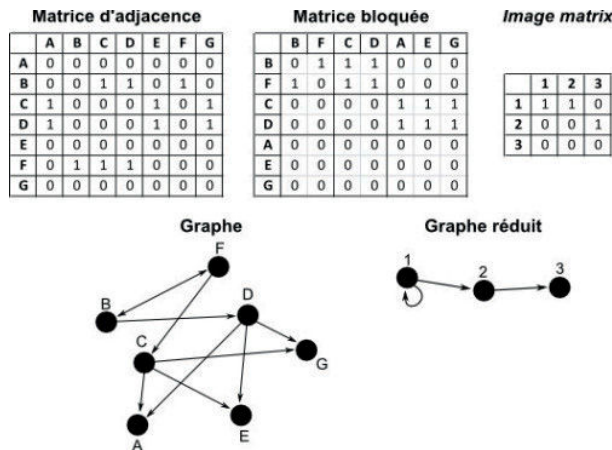 Matrice d'adjacence
A B C D E F G
A 0 0 0 0 0 0 0
B 0 0 1 1 0 1 0
C 1 0 0 0 1 0 1
D 1 0 0 0 1 0 1
E 0 0 0 0 0 0 0
F 0 1 1 1 0 0 0
G 0 0 0 0 0 0 0
Matrice bloquée
B F C D A E G
B 0 1 1 1 0 0 0
F 1 0 1 1 0 0 0
C 0 0 0 0 1 1 1
D 0 0 0 0 1 1 1
A 0 0 0 0 0 0 0
E 0 0 0 0 0 0 0
G 0 0 0 0 0 0 0
Image matrix
1 2 3
1 1 1 0
2 0 0 1
3 0 0 0
Graphe
F
B
D
C
G
A
E
Graphe réduit
1
2
3